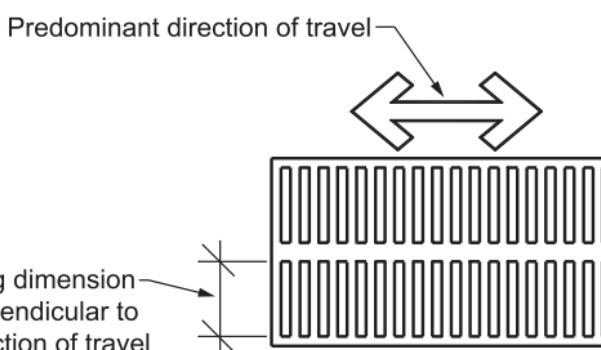 Predominant direction of travel
g dimension
endicular to
ction of travel